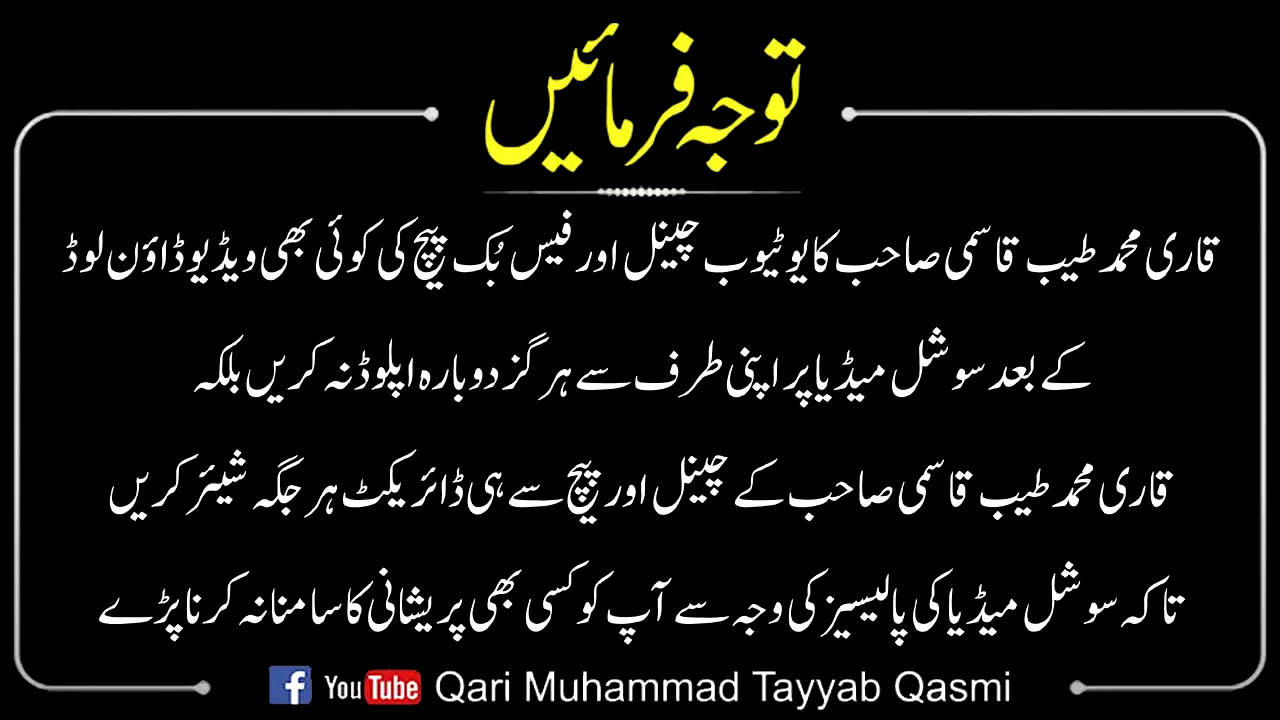 توجہ فرمائیں
قاری محمد طیب قاسمی صاحب کا یوٹیوب چینل اور فیس بُک پیج کی کوئی بھی ویڈیو ڈاؤن لوڈ
کے بعد سوشل میڈیا پر اپنی طرف سے ہرگز دوبارہ اپلوڈ نہ کریں بلکہ
قاری محمد طیب قاسمی صاحب کے چینل اور پیج سے ہی ڈائریکٹ ہر جگہ شیئر کریں
تاکہ سوشل میڈیا کی پالیسیز کی وجہ سے آپ کو کسی بھی پریشانی کا سامنا نہ کرنا پڑے
f YouTube Qari Muhammad Tayyab Qasmi